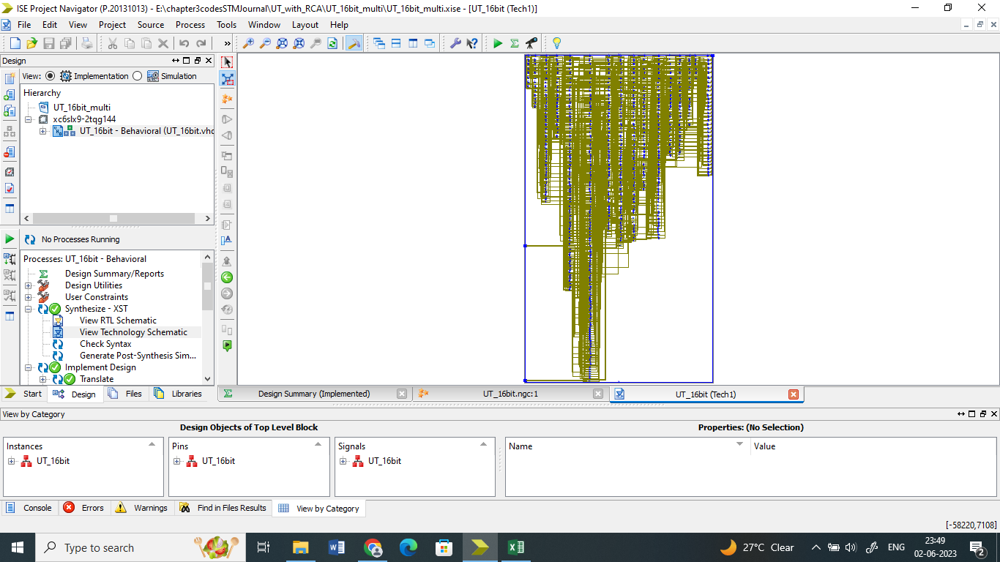 ISE Project Navigator (P.20131013) - E:\chapter3codesSTMJournal\UT_with_RCA\UT_16bit_multi\UT_16bit_multi.xise - [UT_16bit (Tech1)]
File Edit View Project Source Process Tools Window Layout Help
»
Design
View: Implementation Simulation
Hierarchy
UT_16bit_multi
xc6slx9-2tqg144
UT_16bit - Behavioral (UT_16bit.vhd
No Processes Running
Processes: UT_16bit - Behavioral
Design Summary/Reports
Design Utilities
User Constraints
Synthesize - XST
View RTL Schematic
View Technology Schematic
Check Syntax
Generate Post-Synthesis Sim...
Implement Design
Translate
Start Design Files Libraries
Design Summary (Implemented) UT_16bit.ngc:1 UT_16bit (Tech1)
View by Category
Design Objects of Top Level Block Properties: (No Selection)
Instances Pins Signals Name Value
UT_16bit UT_16bit UT_16bit
Console Errors Warnings Find in Files Results View by Category
[-58220,7108]
Type to search 27°C Clear ENG 23:49
02-06-2023 2